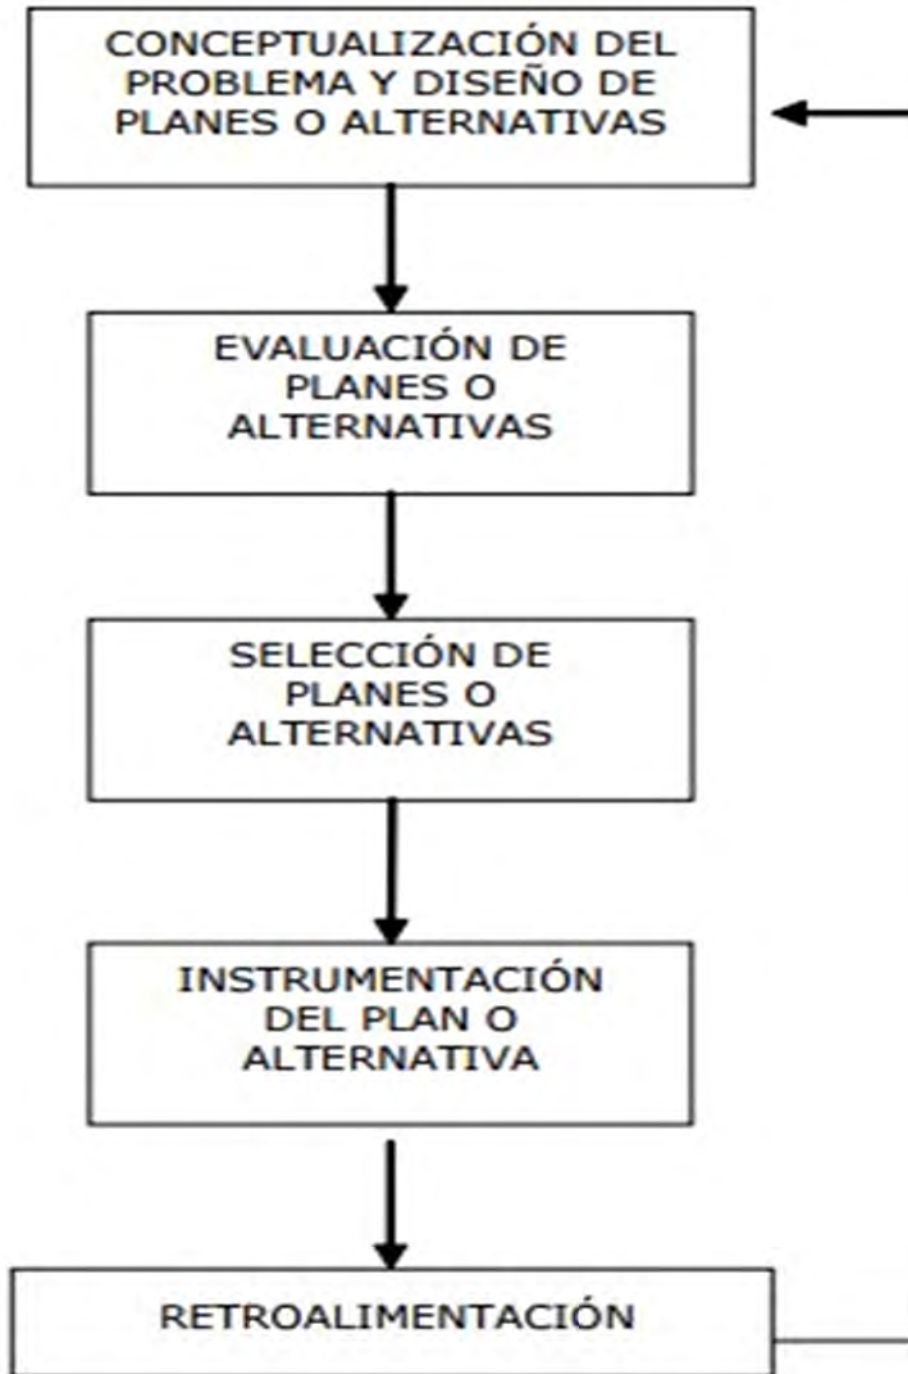 CONCEPTUALIZACIÓN DEL
PROBLEMA Y DISEÑO DE
PLANES O ALTERNATIVAS
EVALUACIÓN DE
PLANES O
ALTERNATIVAS
SELECCIÓN DE
PLANES O
ALTERNATIVAS
INSTRUMENTACIÓN
DEL PLAN O
ALTERNATIVA
RETROALIMENTACIÓN